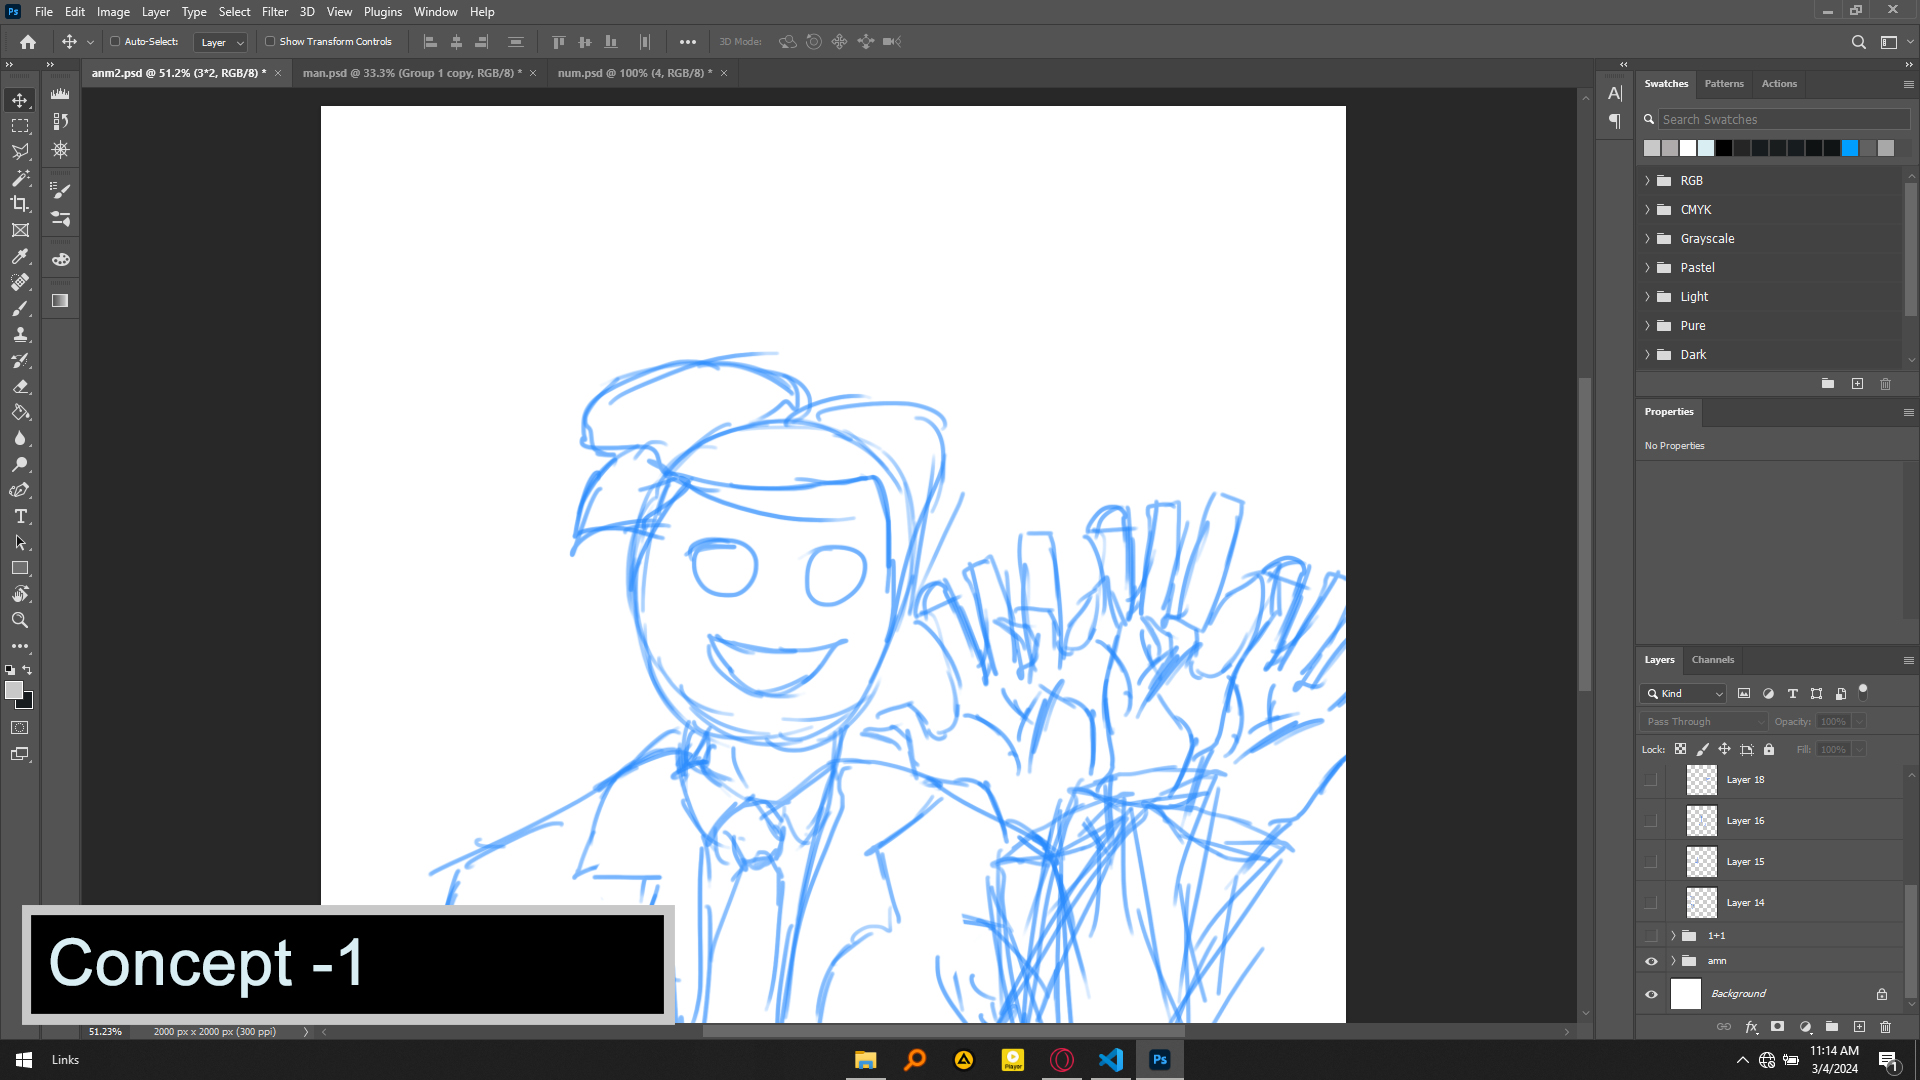 Ps File Edit Image Layer Type Select Filter 3D View Plugins Window Help
Auto-Select: Layer Show Transform Controls 3D Mode:
anm2.psd @ 51.2% (3*2, RGB/8) * man.psd @ 33.3% (Group 1 copy, RGB/8) * num.psd @ 100% (4, RGB/8) *
Swatches Patterns Actions
Search Swatches
RGB
CMYK
Grayscale
Pastel
Light
Pure
Dark
Properties
No Properties
Layers Channels
Kind
Pass Through Opacity: 100%
Lock: Fill: 100%
Layer 18
Layer 16
Layer 15
Layer 14
1+1
amn
Background
Concept -1
51.23% 2000 px x 2000 px (300 ppi)
Links
Player
Ps
11:14 AM
3/4/2024
1